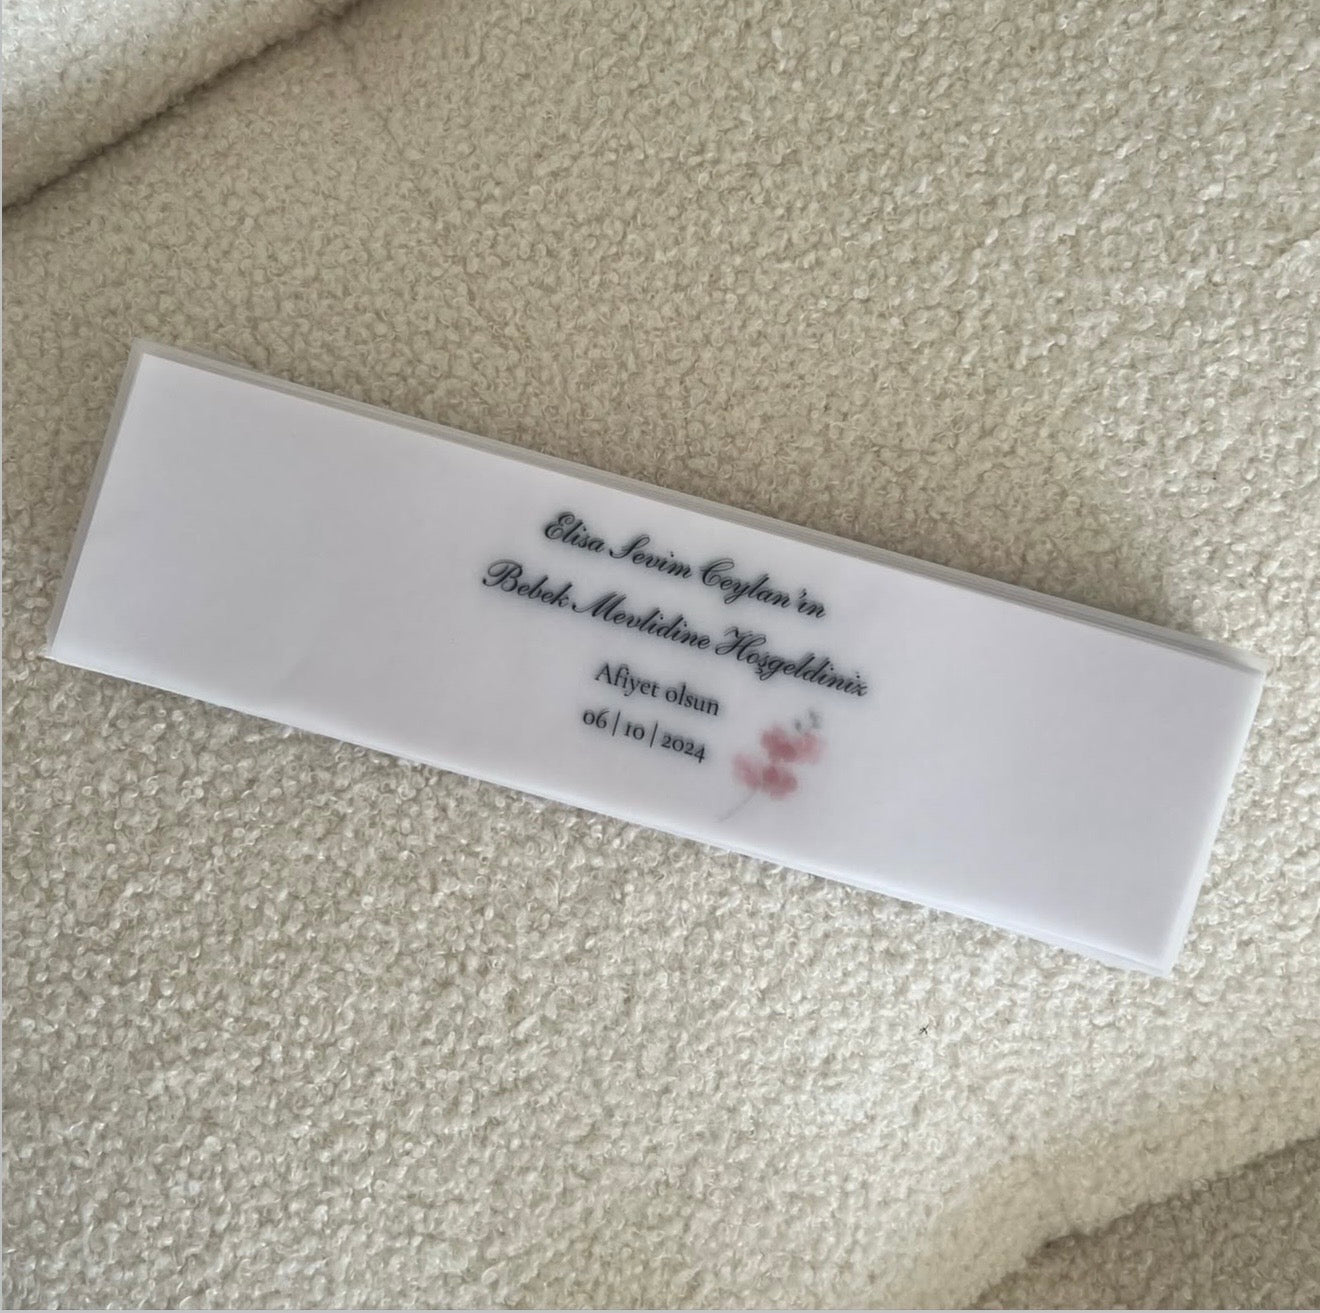 Elisa Sevim Ceylan'ın
Bebek Mevlidine Hoşgeldiniz
Afiyet olsun
06 | 10 | 2024